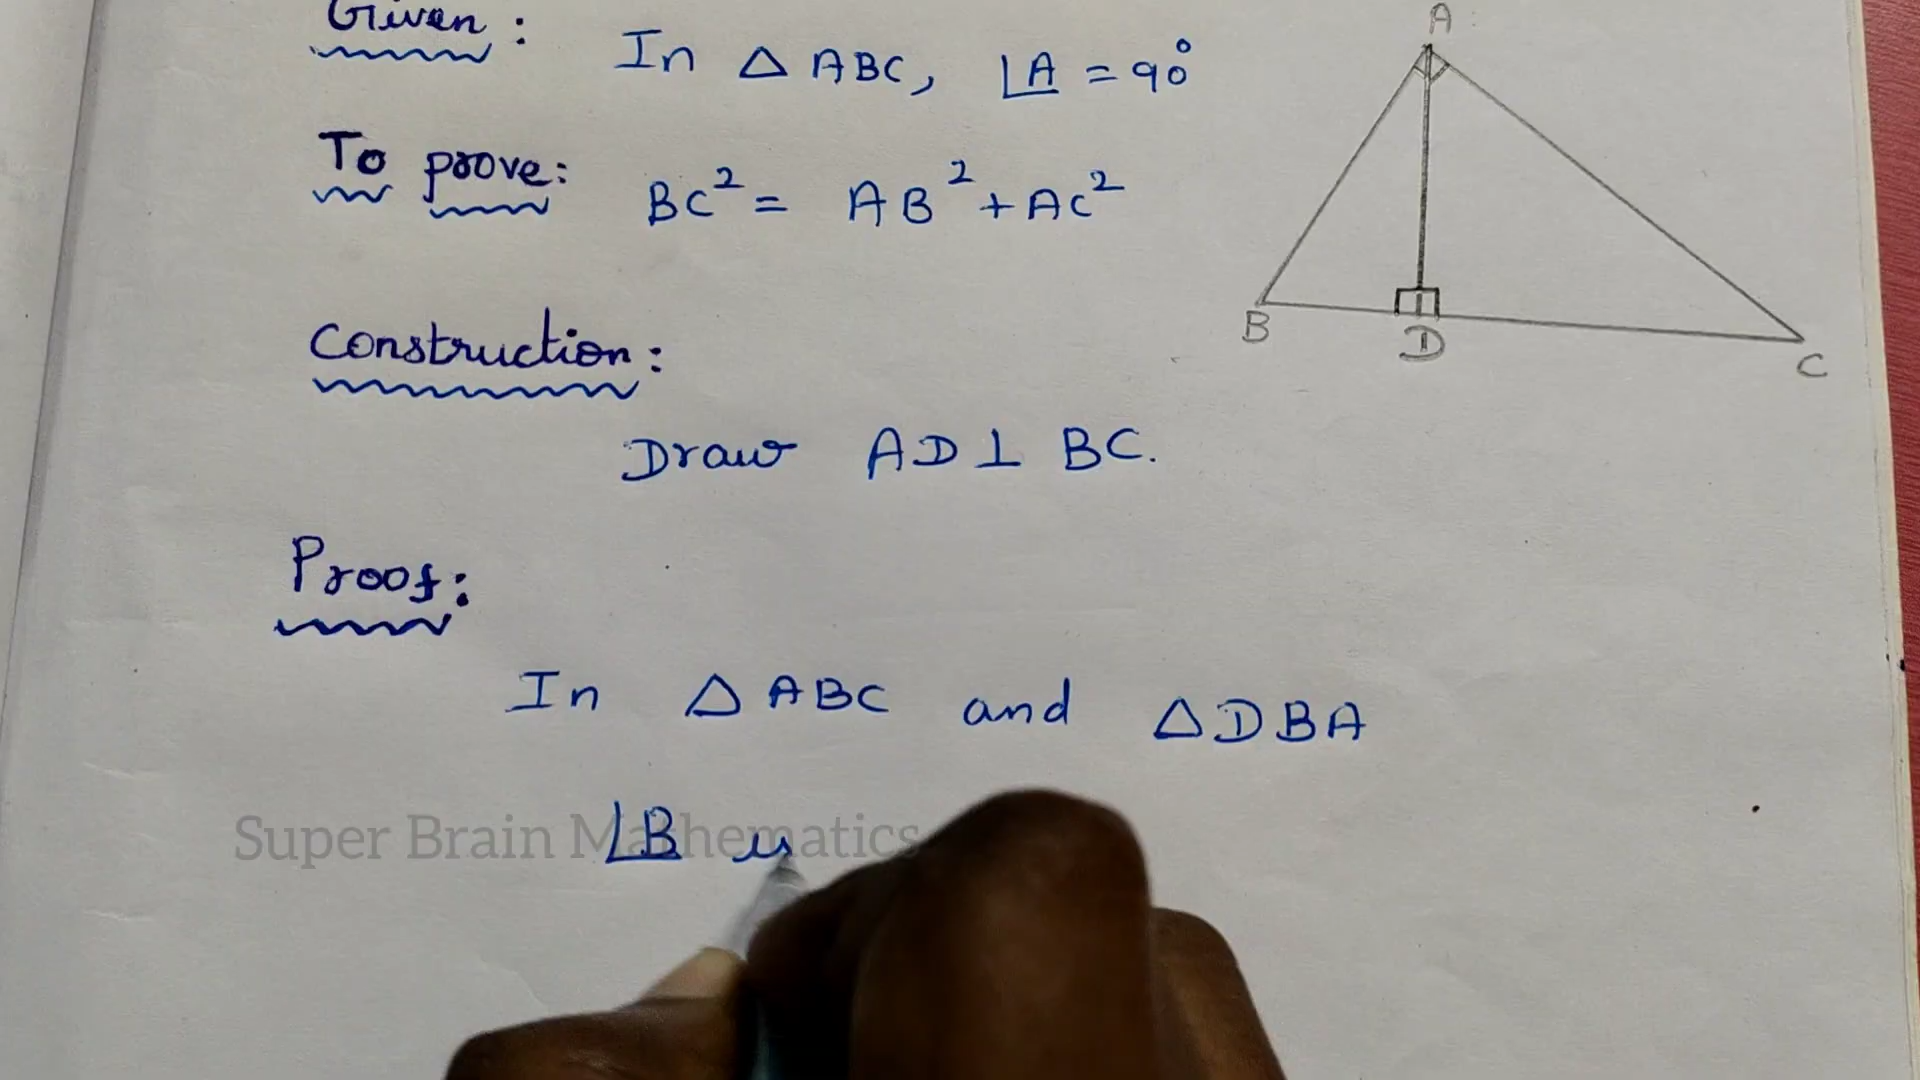 Given:
In △ ABC, ∠A = 90°
To prove: BC² = AB² + AC²
Construction:
Draw AD ⊥ BC.
Proof:
In △ ABC and △DBA
∠B is
Super Brain Mathematics
A
B
D
C